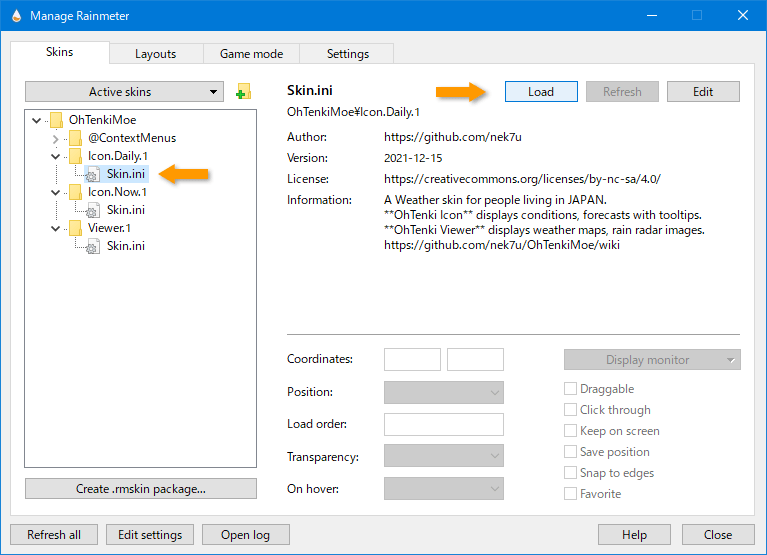 Manage Rainmeter
Skins
Layouts
Game mode
Settings
Active skins
OhTenkiMoe
@ContextMenus
Icon.Daily.1
Skin.ini
Icon.Now.1
Skin.ini
Viewer.1
Skin.ini
Create .rmskin package...
Skin.ini
Load
Refresh
Edit
OhTenkiMoe¥Icon.Daily.1
Author: https://github.com/nek7u
Version: 2021-12-15
License: https://creativecommons.org/licenses/by-nc-sa/4.0/
Information: A Weather skin for people living in JAPAN.
**OhTenki Icon** displays conditions, forecasts with tooltips.
**OhTenki Viewer** displays weather maps, rain radar images.
https://github.com/nek7u/OhTenkiMoe/wiki
Coordinates:
Position:
Load order:
Transparency:
On hover:
Display monitor
Draggable
Click through
Keep on screen
Save position
Snap to edges
Favorite
Refresh all
Edit settings
Open log
Help
Close